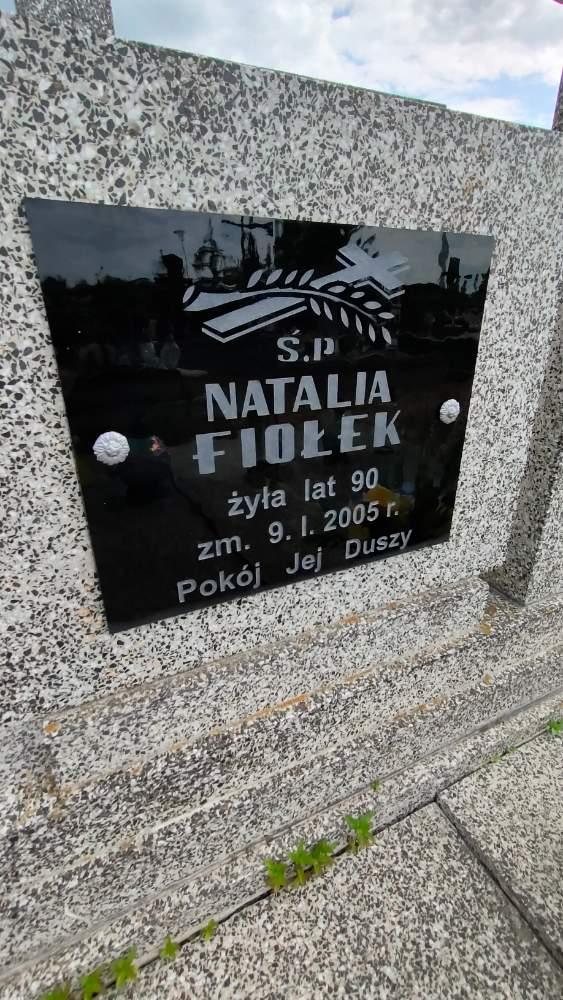 Ś.P
NATALIA
FIOŁEK
żyła lat 90
zm. 9. I. 2005 r.
Pokój Jej Duszy